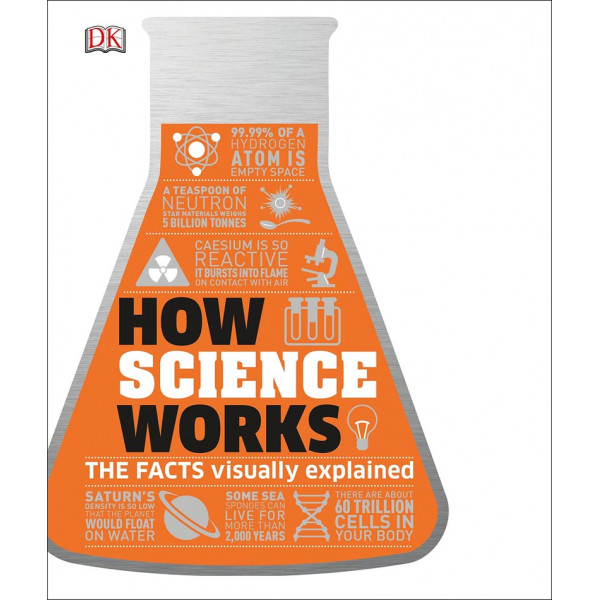 DK
99.99% OF A
HYDROGEN
ATOM IS
EMPTY SPACE
A TEASPOON OF
NEUTRON
STAR MATERIALS WEIGHS
5 BILLION TONNES
CAESIUM IS SO
REACTIVE
IT BURSTS INTO FLAME
ON CONTACT WITH AIR
HOW
SCIENCE
WORKS
THE FACTS visually explained
SATURN'S
DENSITY IS SO LOW
THAT THE PLANET
WOULD FLOAT
ON WATER
SOME SEA
SPONGES CAN
LIVE FOR
MORE THAN
2,000 YEARS
THERE ARE ABOUT
60 TRILLION
CELLS IN
YOUR BODY